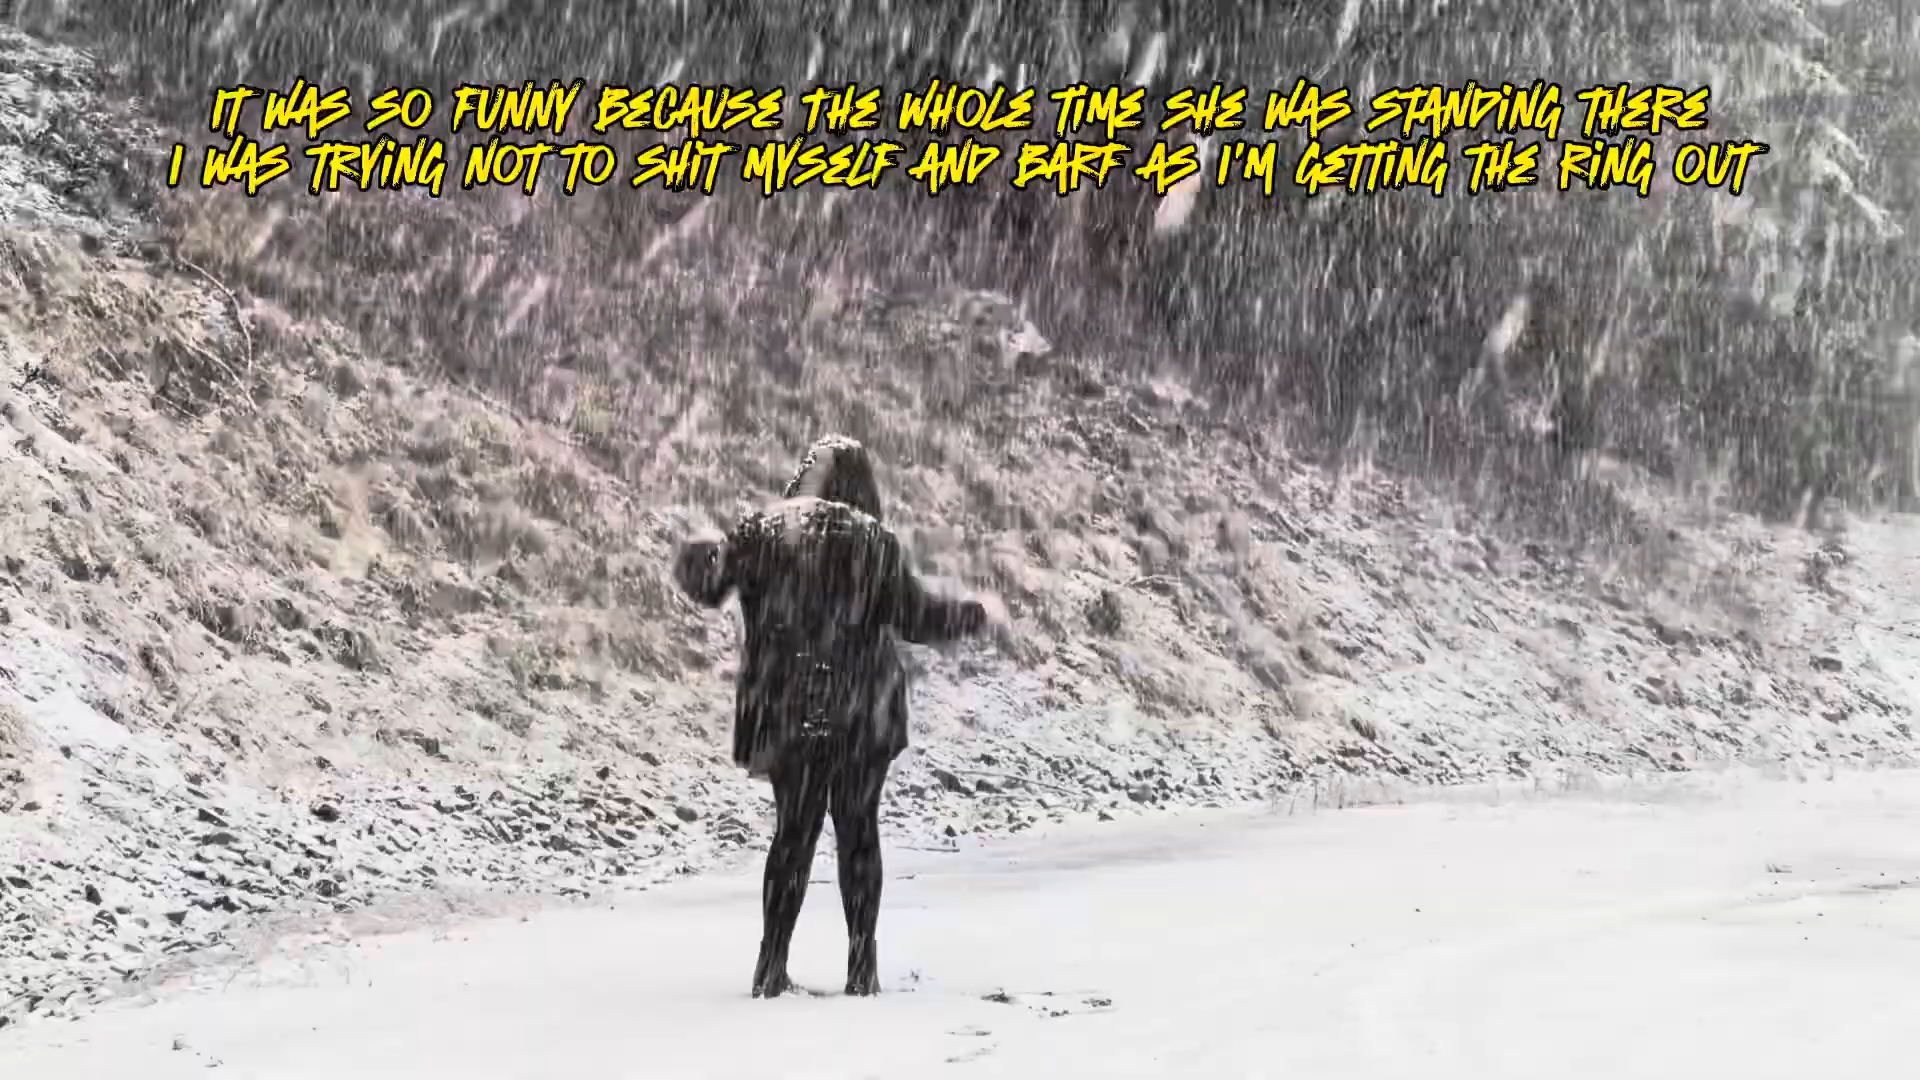 IT WAS SO FUNNY BECAUSE THE WHOLE TIME SHE WAS STANDING THERE
I WAS TRYING NOT TO SHIT MYSELF AND BARF AS I'M GETTING THE RING OUT